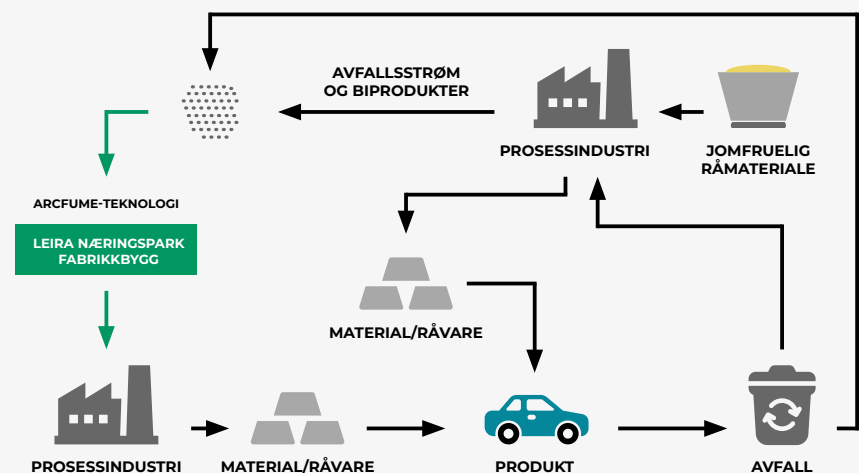 AVFALLSSTRØM
OG BIPRODUKTER
PROSESSINDUSTRI
JOMFRUELIG
RÅMATERIALE
ARCFUME-TEKNOLOGI
LEIRA NÆRINGSPARK
FABRIKKBYGG
MATERIAL/RÅVARE
PROSESSINDUSTRI
MATERIAL/RÅVARE
PRODUKT
AVFALL